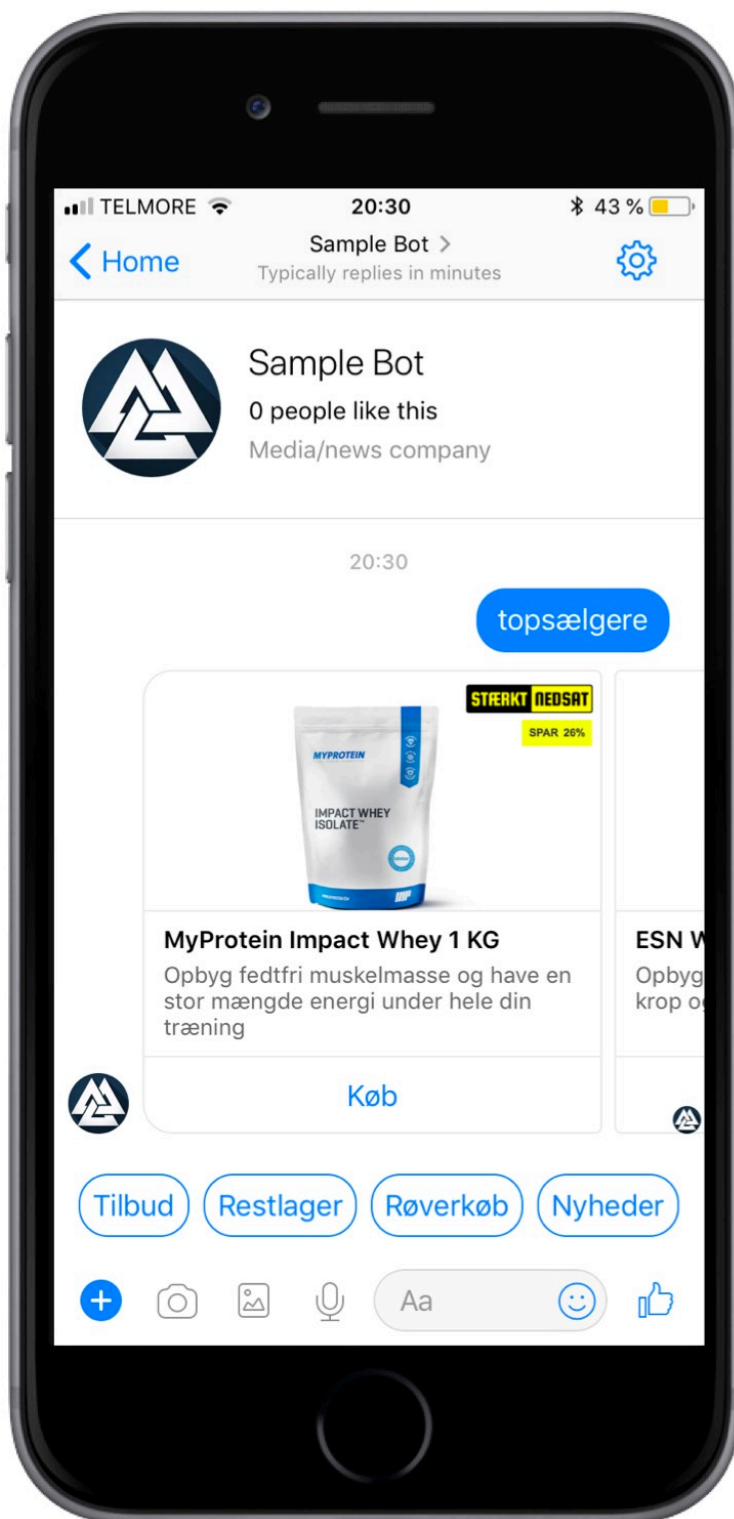 TELMORE 20:30 43 %
Home
Sample Bot >
Typically replies in minutes
Sample Bot
0 people like this
Media/news company
20:30
topsælgere
STÆRKT NEDSAT
SPAR 26%
MYPROTEIN
IMPACT WHEY
ISOLATE™
MyProtein Impact Whey 1 KG
Opbyg fedtfri muskelmasse og have en
stor mængde energi under hele din
træning
Køb
ESN W
Opbyg
krop o
Tilbud Restlager Røverkøb Nyheder
Aa